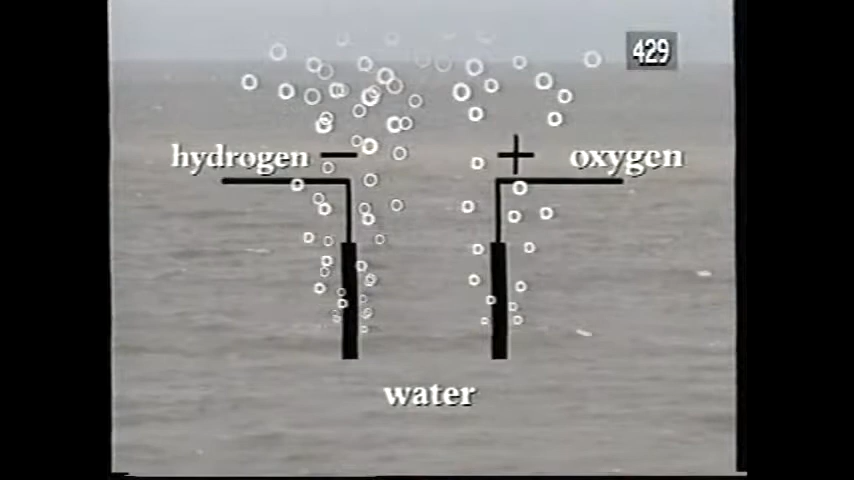 429
hydrogen − + oxygen
water